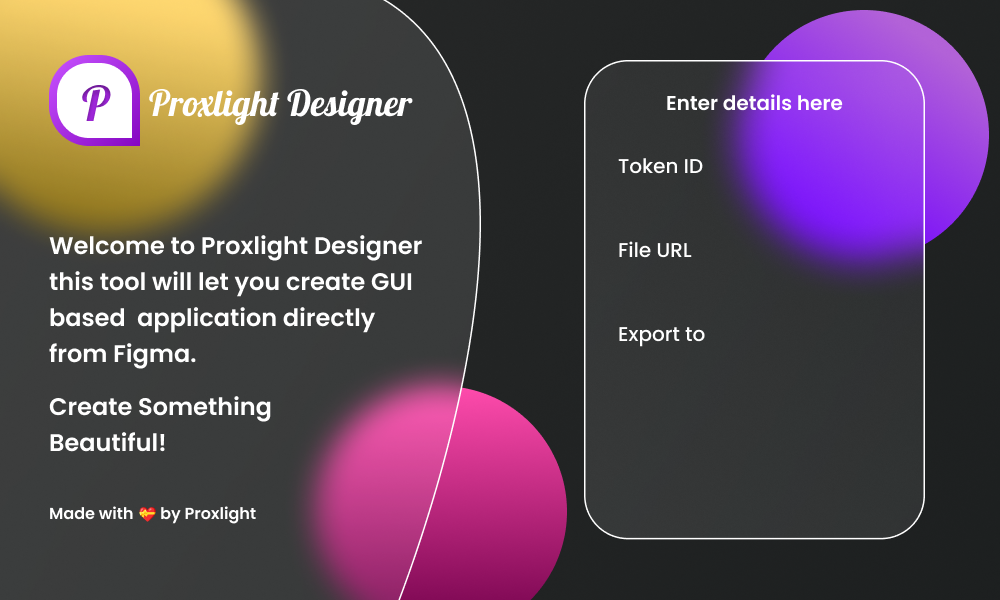 P
Proxlight Designer
Welcome to Proxlight Designer
this tool will let you create GUI
based  application directly
from Figma.
Create Something
Beautiful!
Made with 💝 by Proxlight
Enter details here
Token ID
File URL
Export to